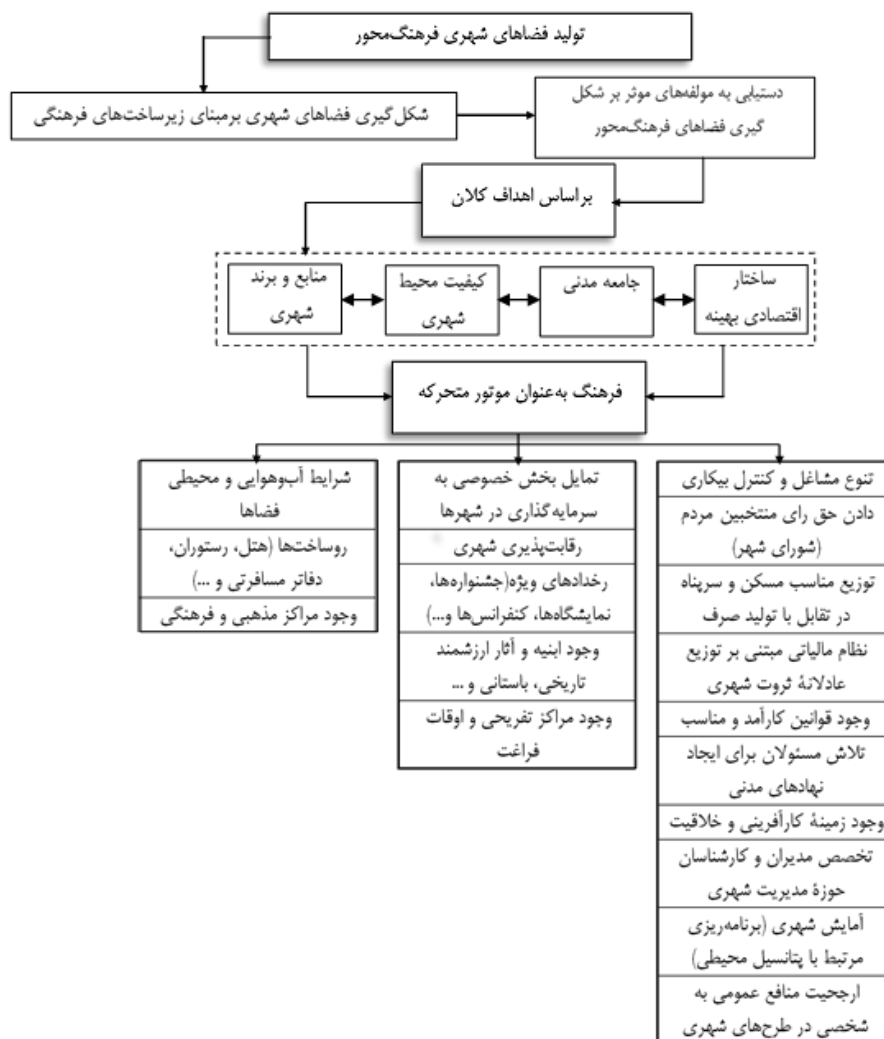 تولید فضاهای شهری فرهنگ‌محور
شکل‌گیری فضاهای شهری برمبنای زیرساخت‌های فرهنگی
دستیابی به مولفه‌های موثر بر شکل
گیری فضاهای فرهنگ‌محور
براساس اهداف کلان
ساختار
اقتصادی بهینه
جامعه مدنی
کیفیت محیط
شهری
منابع و برند
شهری
فرهنگ به‌عنوان موتور متحرکه
تنوع مشاغل و کنترل بیکاری
دادن حق رای منتخبین مردم
(شورای شهر)
توزیع مناسب مسکن و سرپناه
در تقابل با تولید صرف
نظام مالیاتی مبتنی بر توزیع
عادلانهٔ ثروت شهری
وجود قوانین کارآمد و مناسب
تلاش مسئولان برای ایجاد
نهادهای مدنی
وجود زمینهٔ کارآفرینی و خلاقیت
تخصص مدیران و کارشناسان
حوزهٔ مدیریت شهری
آمایش شهری (برنامه‌ریزی
مرتبط با پتانسیل محیطی)
ارجحیت منافع عمومی به
شخصی در طرح‌های شهری
تمایل بخش خصوصی به
سرمایه‌گذاری در شهرها
رقابت‌پذیری شهری
رخدادهای ویژه(جشنواره‌ها،
نمایشگاه‌ها، کنفرانس‌ها و...)
وجود ابنیه و آثار ارزشمند
تاریخی، باستانی و ...
وجود مراکز تفریحی و اوقات
فراغت
شرایط آب‌وهوایی و محیطی
فضاها
روساخت‌ها (هتل، رستوران،
دفاتر مسافرتی و ...)
وجود مراکز مذهبی و فرهنگی